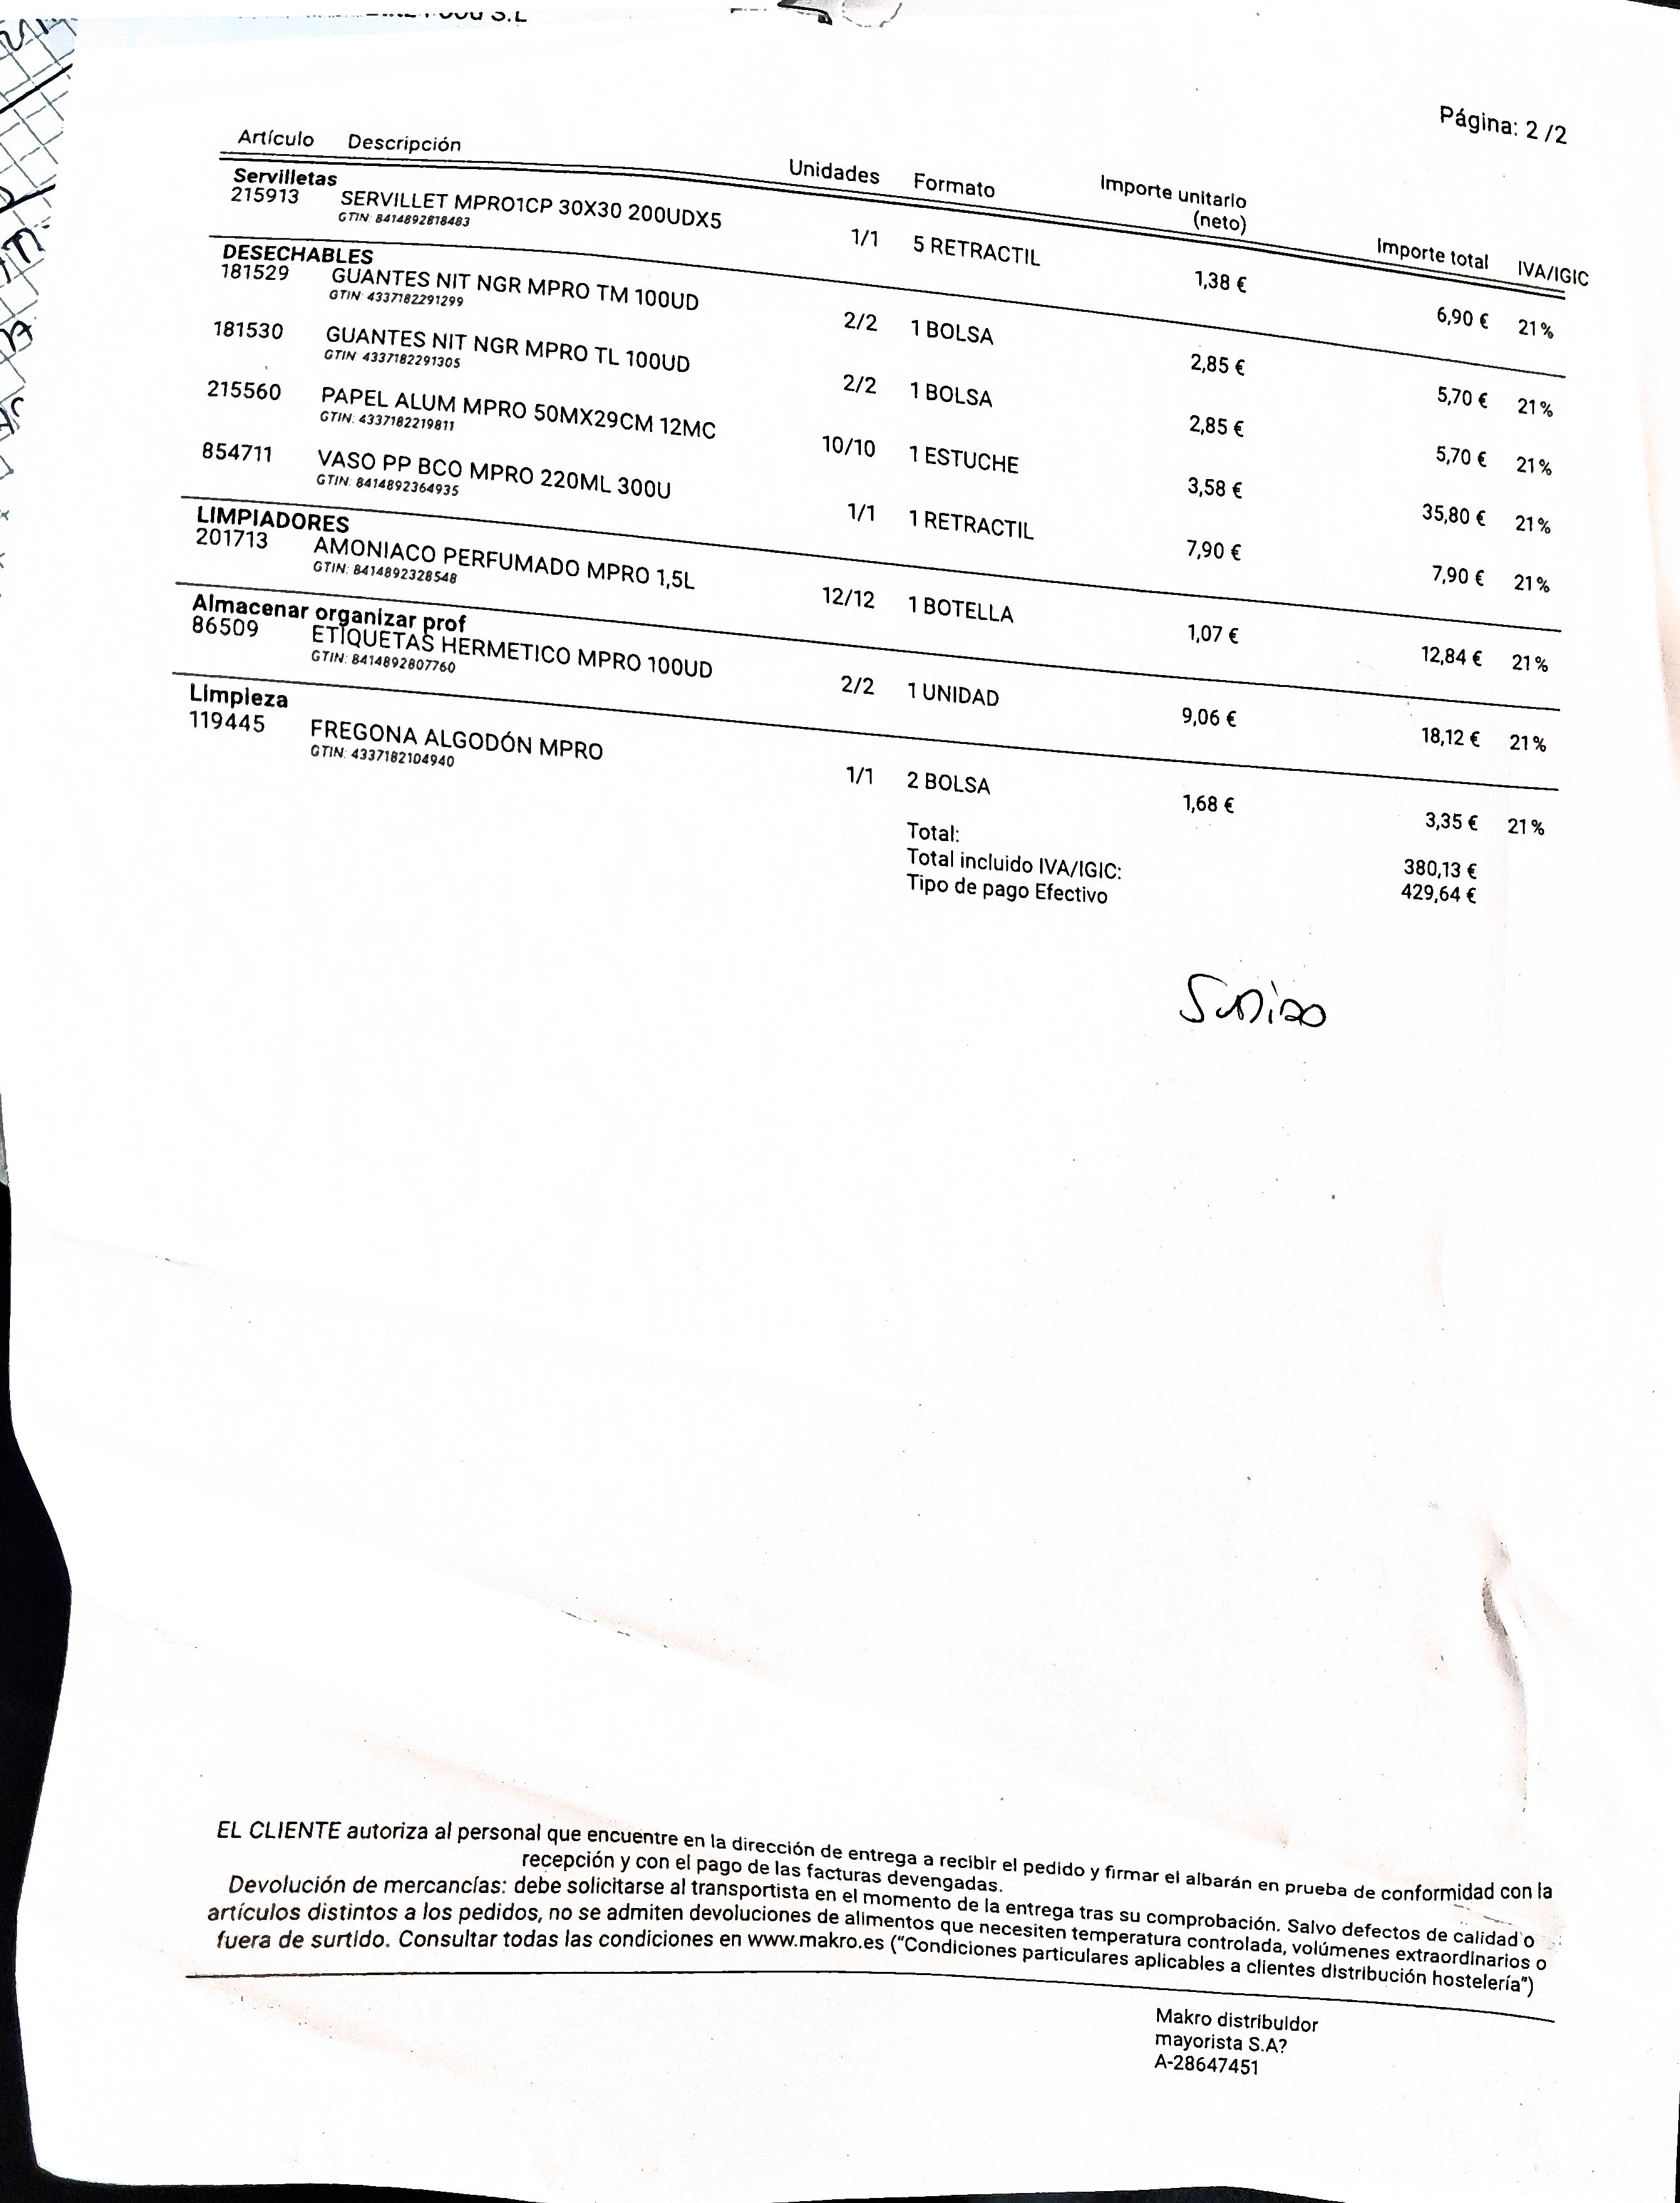 Página: 2 /2
Artículo Descripción Unidades Formato Importe unitario (neto) Importe total IVA/IGIC
Servilletas
215913 SERVILLET MPRO1CP 30X30 200UDX5 1/1 5 RETRACTIL 1,38 € 6,90 € 21%
GTIN: 8414892818483
DESECHABLES
181529 GUANTES NIT NGR MPRO TM 100UD 2/2 1 BOLSA 2,85 € 5,70 € 21%
GTIN: 4337182291299
181530 GUANTES NIT NGR MPRO TL 100UD 2/2 1 BOLSA 2,85 € 5,70 € 21%
GTIN: 4337182291305
215560 PAPEL ALUM MPRO 50MX29CM 12MC 10/10 1 ESTUCHE 3,58 € 35,80 € 21%
GTIN: 4337182219811
854711 VASO PP BCO MPRO 220ML 300U 1/1 1 RETRACTIL 7,90 € 7,90 € 21%
GTIN: 8414892364935
LIMPIADORES
201713 AMONIACO PERFUMADO MPRO 1,5L 12/12 1 BOTELLA 1,07 € 12,84 € 21%
GTIN: 8414892328548
Almacenar organizar prof
86509 ETIQUETAS HERMETICO MPRO 100UD 2/2 1 UNIDAD 9,06 € 18,12 € 21%
GTIN: 8414892807760
Limpieza
119445 FREGONA ALGODÓN MPRO 1/1 2 BOLSA 1,68 € 3,35 € 21%
GTIN: 4337182104940
Total: 380,13 €
Total incluido IVA/IGIC: 429,64 €
Tipo de pago Efectivo
EL CLIENTE autoriza al personal que encuentre en la dirección de entrega a recibir el pedido y firmar el albarán en prueba de conformidad con la
recepción y con el pago de las facturas devengadas.
Devolución de mercancías: debe solicitarse al transportista en el momento de la entrega tras su comprobación. Salvo defectos de calidad o
artículos distintos a los pedidos, no se admiten devoluciones de alimentos que necesiten temperatura controlada, volúmenes extraordinarios o
fuera de surtido. Consultar todas las condiciones en www.makro.es ("Condiciones particulares aplicables a clientes distribución hostelería")
Makro distribuidor
mayorista S.A?
A-28647451